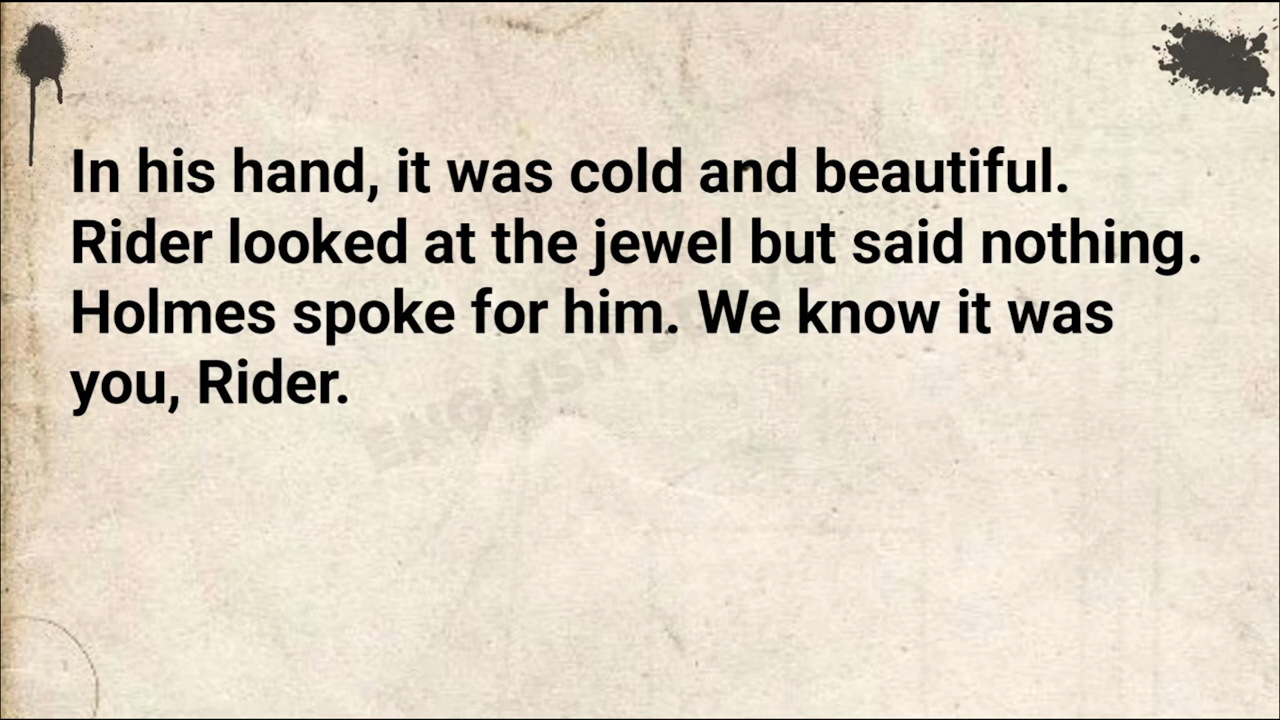 In his hand, it was cold and beautiful.
Rider looked at the jewel but said nothing.
Holmes spoke for him. We know it was
you, Rider.
ENGLISH